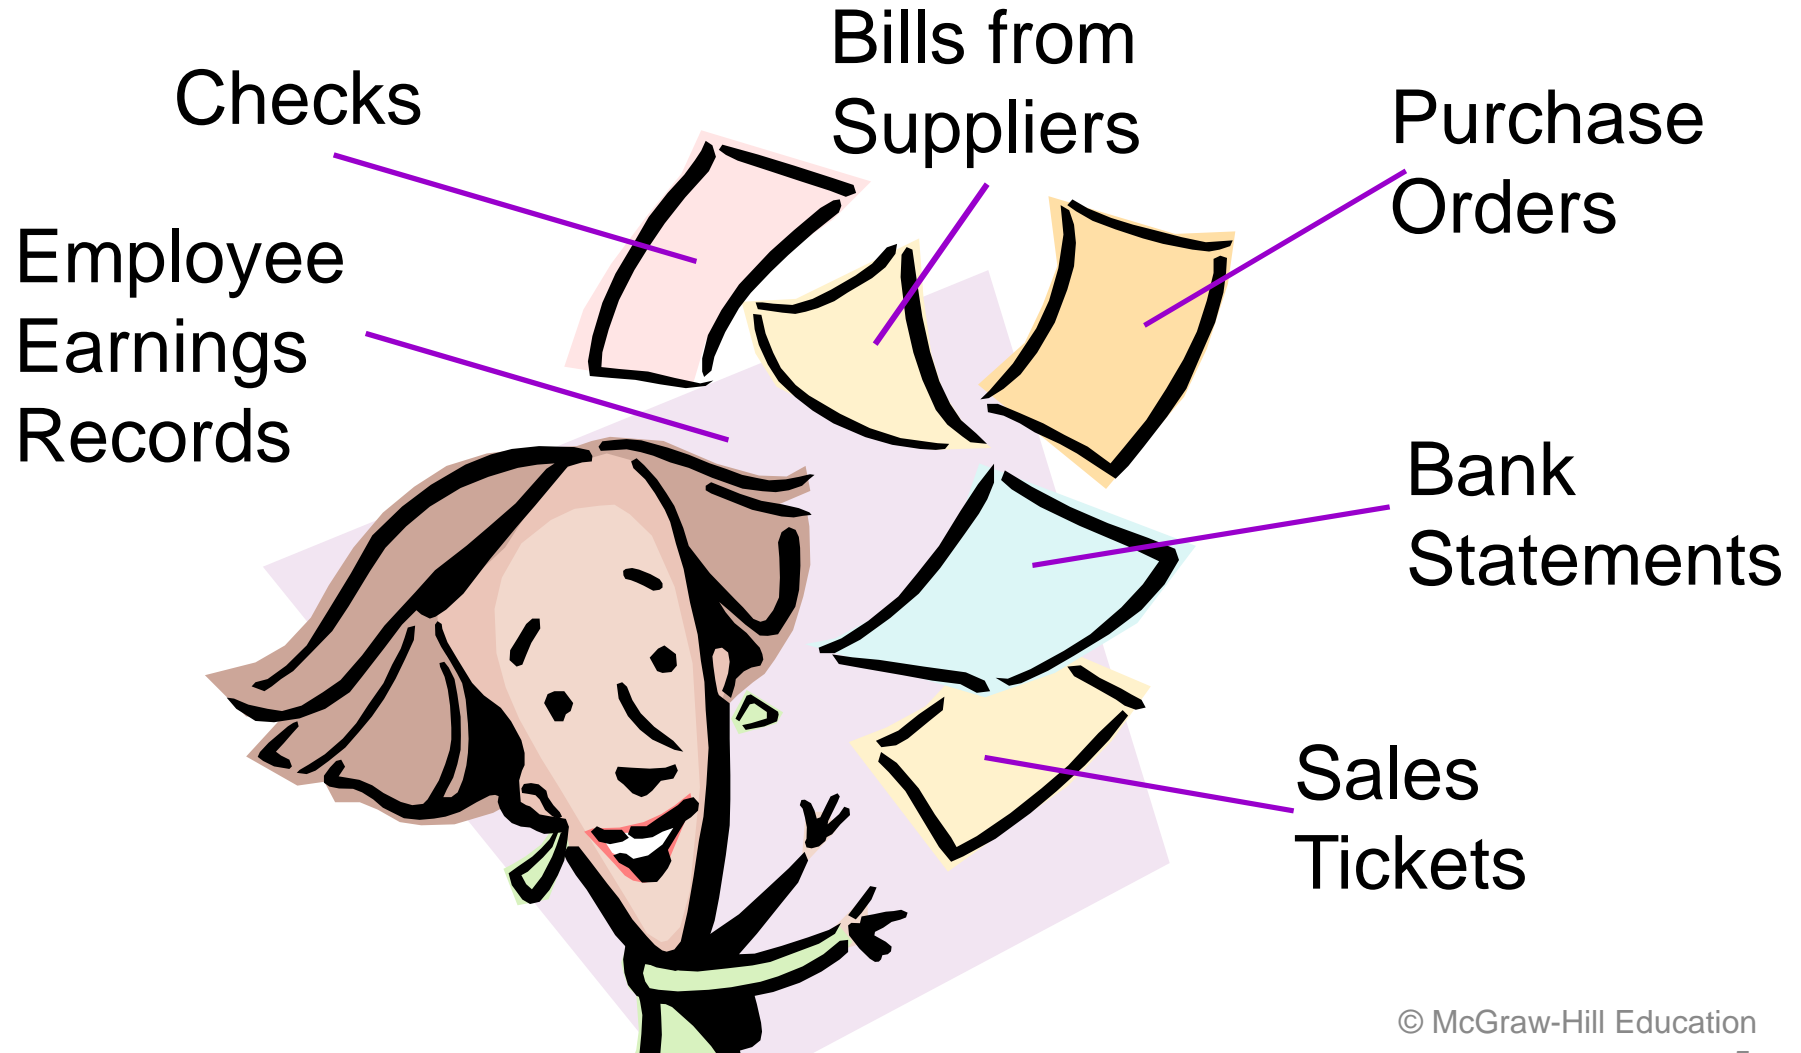 Checks
Bills from
Suppliers
Purchase
Orders
Employee
Earnings
Records
Bank
Statements
Sales
Tickets
© McGraw-Hill Education